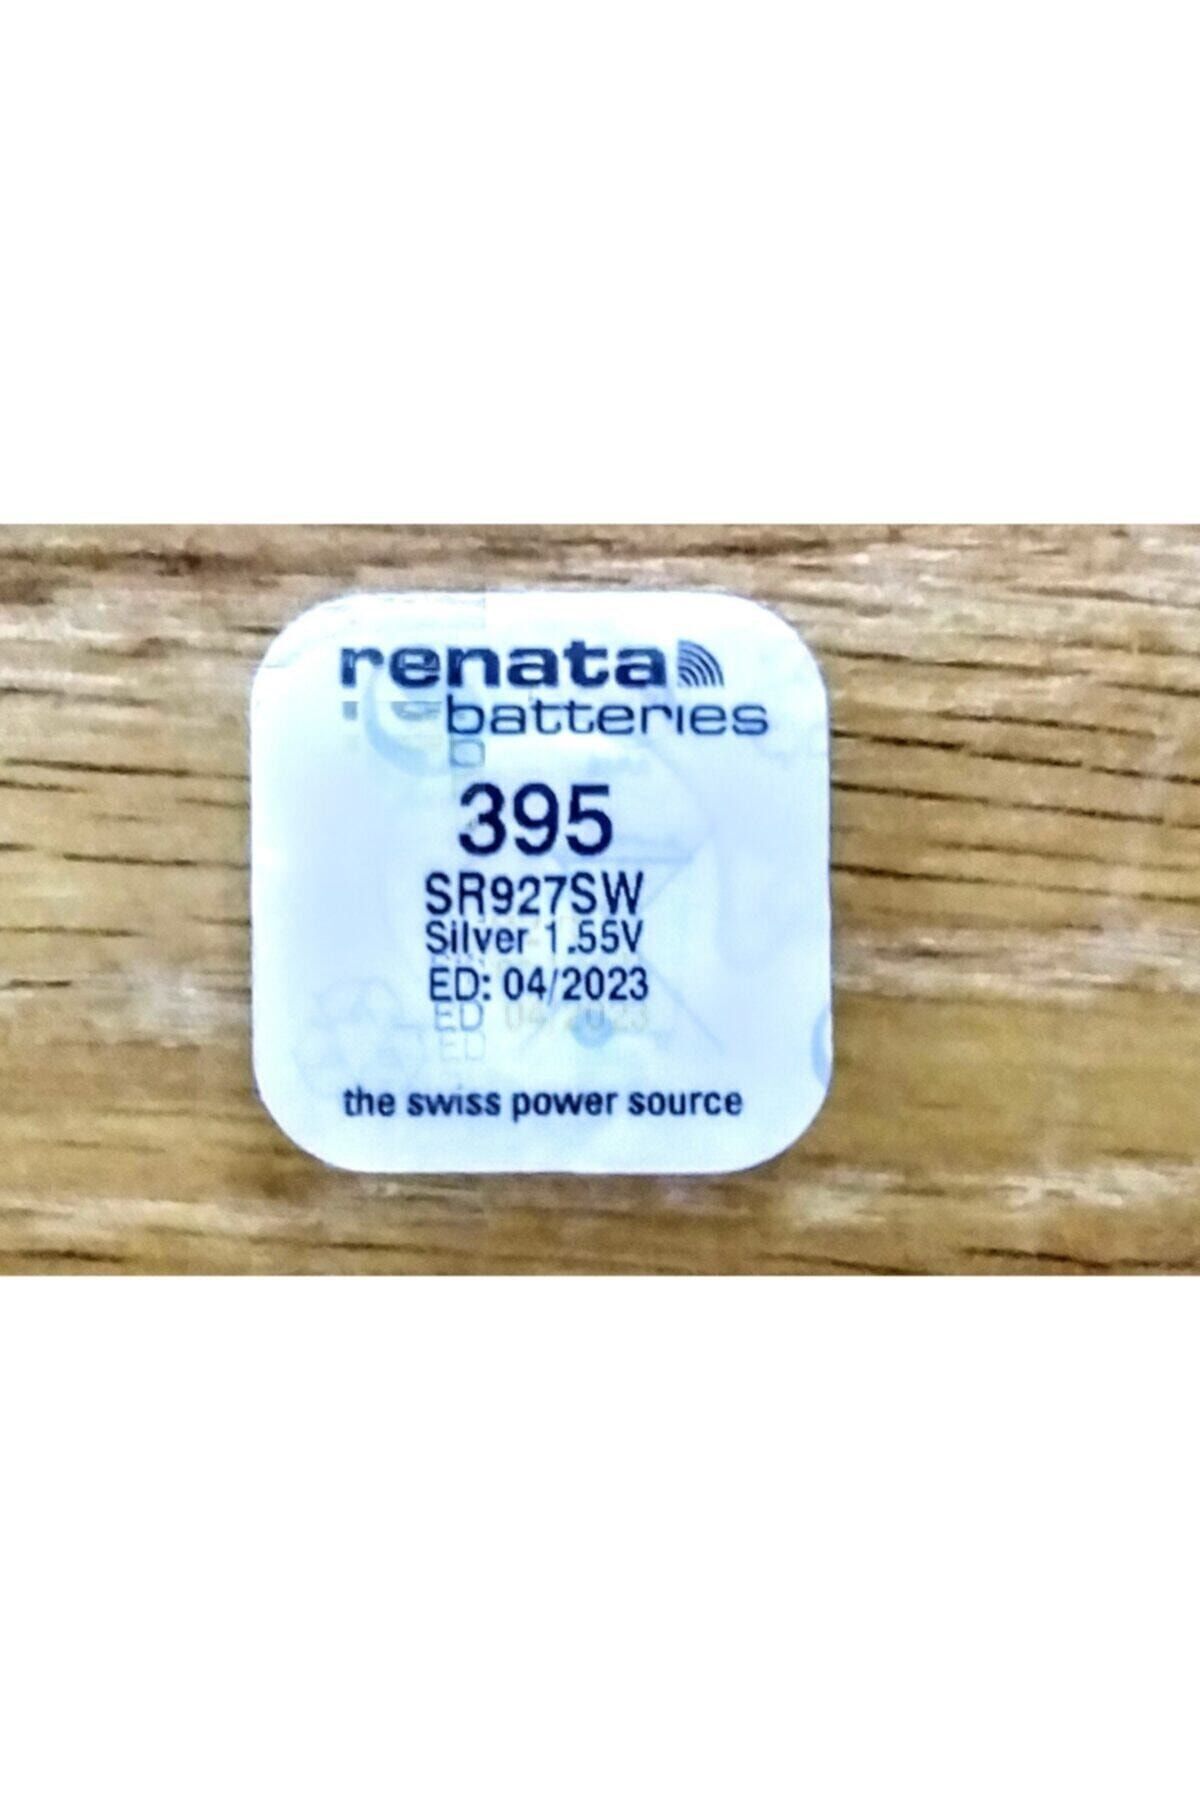 renata
batteries
395
SR927SW
Silver 1.55V
ED: 04/2023
the swiss power source